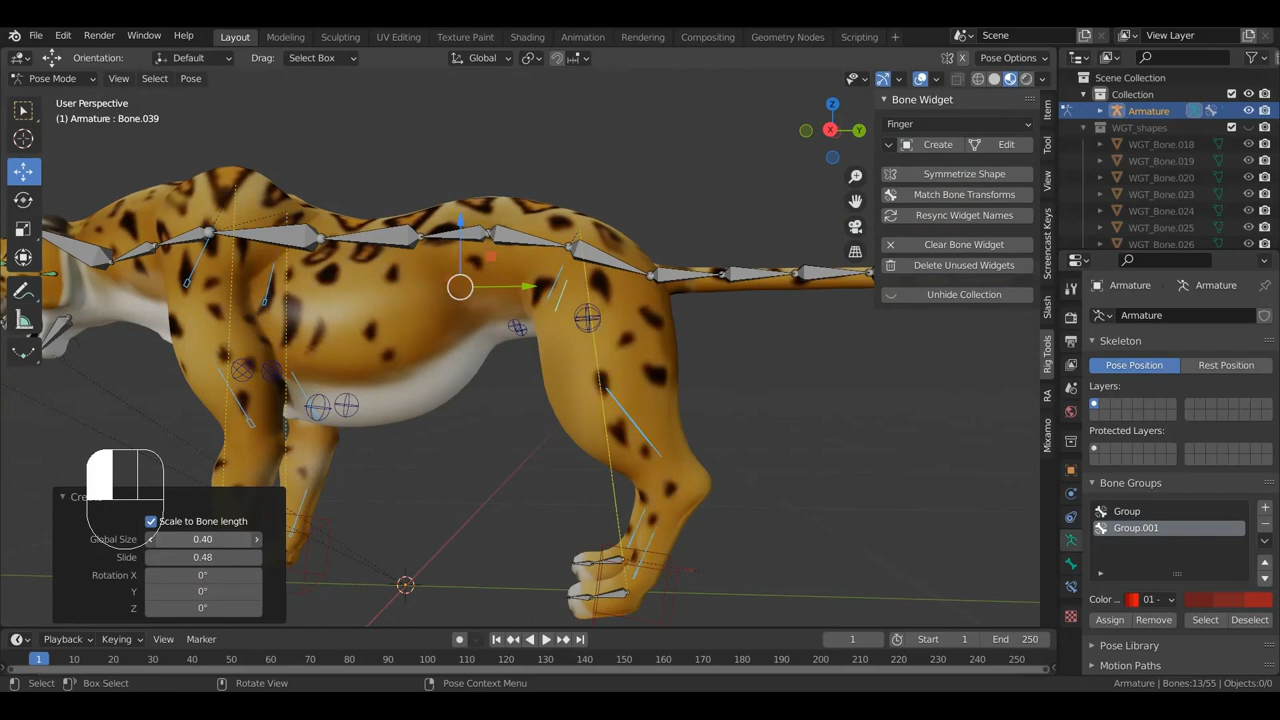 File Edit Render Window Help Layout Modeling Sculpting UV Editing Texture Paint Shading Animation Rendering Compositing Geometry Nodes Scripting + Scene View Layer
Orientation: Default Drag: Select Box Global X Pose Options
Pose Mode View Select Pose
User Perspective
(1) Armature : Bone.039
Z
X
Y
Bone Widget
Finger
Create Edit
Symmetrize Shape
Match Bone Transforms
Resync Widget Names
Clear Bone Widget
Delete Unused Widgets
Unhide Collection
Item
Tool
View
Screencast Keys
Slash
Rig Tools
RA
Mixamo
Scene Collection
Collection
Armature
WGT_shapes
WGT_Bone.018
WGT_Bone.019
WGT_Bone.020
WGT_Bone.023
WGT_Bone.024
WGT_Bone.025
WGT_Bone.026
Armature Armature
Armature
Skeleton
Pose Position Rest Position
Layers:
Protected Layers:
Bone Groups
Group
Group.001
Color 01 -
Assign Remove Select Deselect
Pose Library
Motion Paths
Scale to Bone length
Global Size 0.40
Slide 0.48
Rotation X 0°
Y 0°
Z 0°
Playback Keying View Marker 1 Start 1 End 250
1 10 20 30 40 50 60 70 80 90 100 110 120 130 140 150 160 170 180 190 200 210 220 230 240 250
Select Box Select Rotate View Pose Context Menu Armature | Bones:13/55 | Objects:0/0